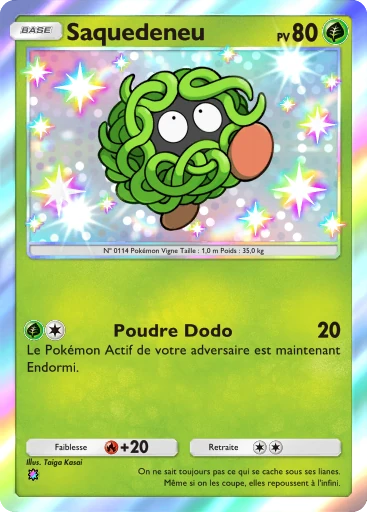 BASE
Saquedeneu
PV 80
N° 0114 Pokémon Vigne Taille : 1,0 m Poids : 35,0 kg
Poudre Dodo 20
Le Pokémon Actif de votre adversaire est maintenant
Endormi.
Faiblesse +20 Retraite
Illus. Taiga Kasai
On ne sait toujours pas ce qui se cache sous ses lianes.
Même si on les coupe, elles repoussent à l'infini.